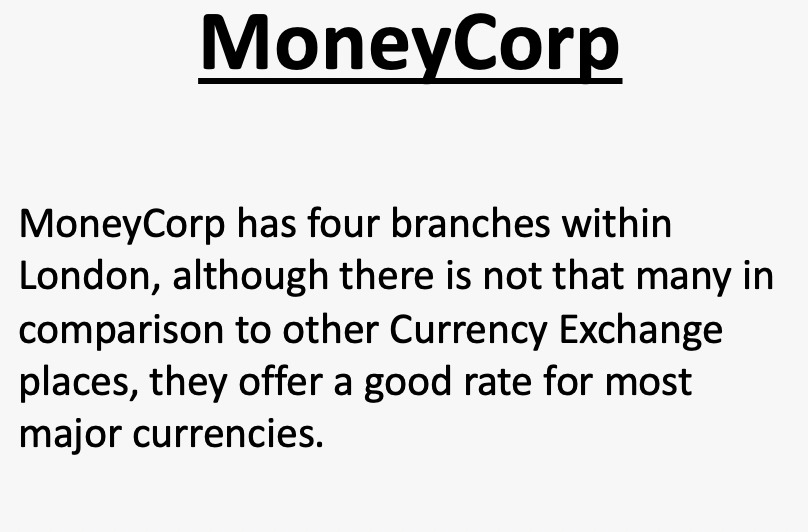 MoneyCorp
MoneyCorp has four branches within
London, although there is not that many in
comparison to other Currency Exchange
places, they offer a good rate for most
major currencies.